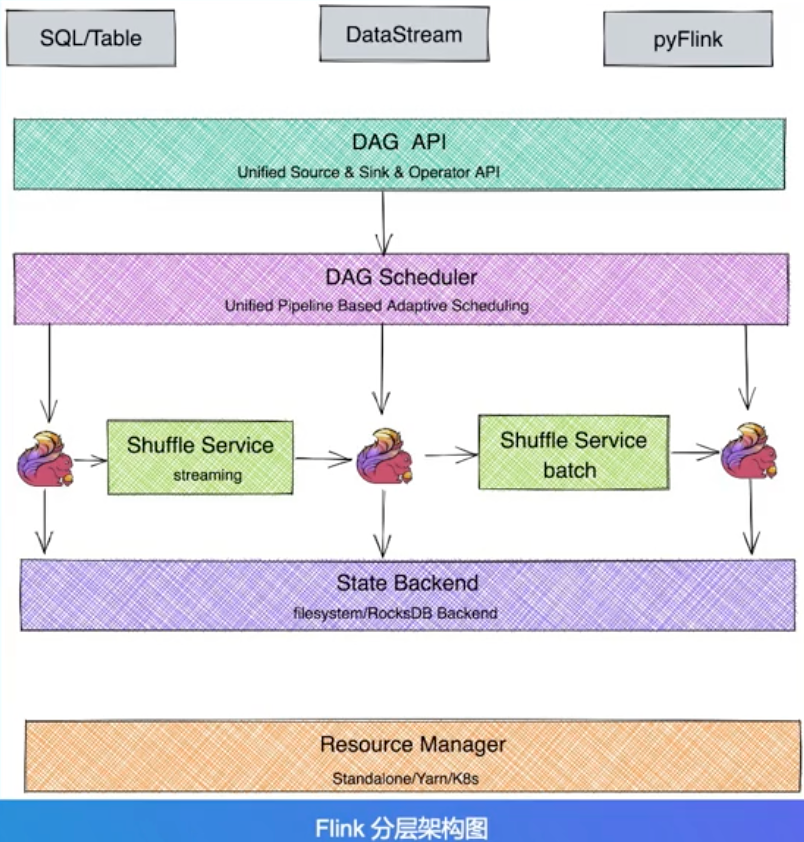 SQL/Table
DataStream
pyFlink
DAG API
Unified Source & Sink & Operator API
DAG Scheduler
Unified Pipeline Based Adaptive Scheduling
Shuffle Service
streaming
Shuffle Service
batch
State Backend
filesystem/RocksDB Backend
Resource Manager
Standalone/Yarn/K8s
Flink 分层架构图